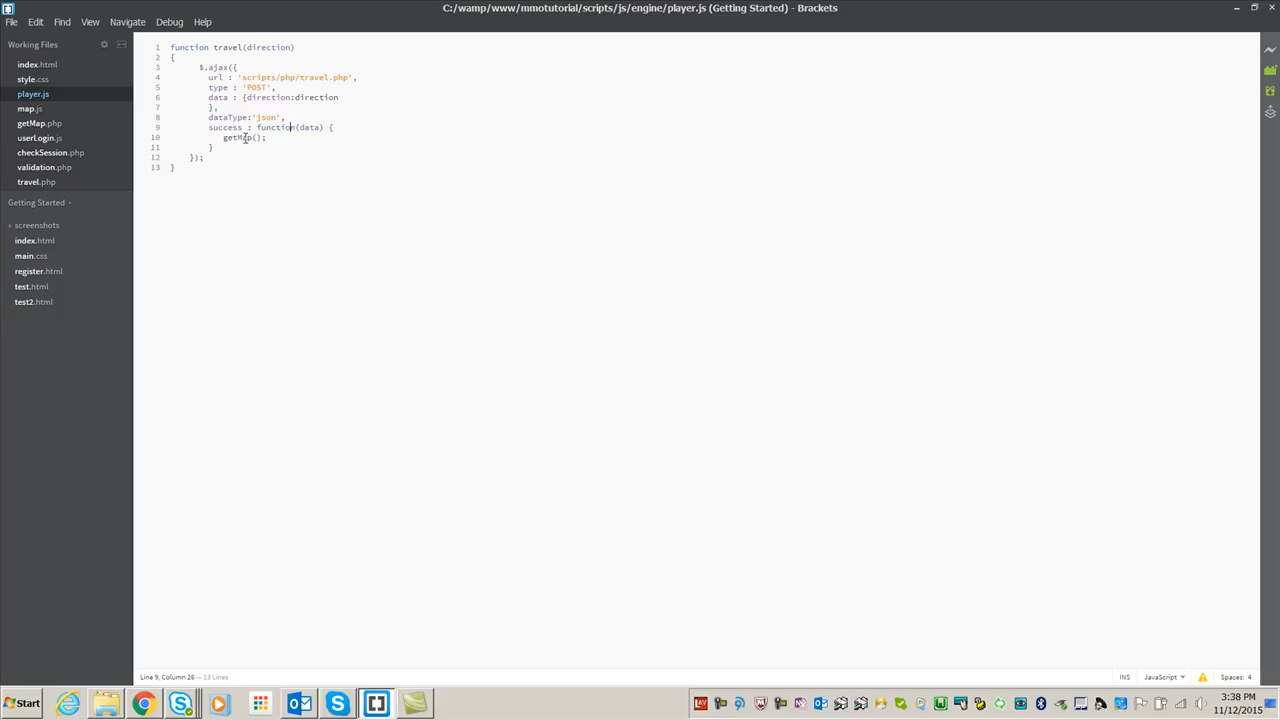 C:/wamp/www/mmotutorial/scripts/js/engine/player.js (Getting Started) - Brackets
File Edit Find View Navigate Debug Help
Working Files
index.html
style.css
player.js
map.js
getMap.php
userLogin.js
checkSession.php
validation.php
travel.php
Getting Started
screenshots
index.html
main.css
register.html
test.html
test2.html
1 function travel(direction)
2 {
3 $.ajax({
4 url : 'scripts/php/travel.php',
5 type : 'POST',
6 data : {direction:direction
7 },
8 dataType:'json',
9 success : function(data) {
10 getMap();
11 }
12 });
13 }
Line 9, Column 26 — 13 Lines
INS JavaScript Spaces: 4
Start
3:38 PM
11/12/2015